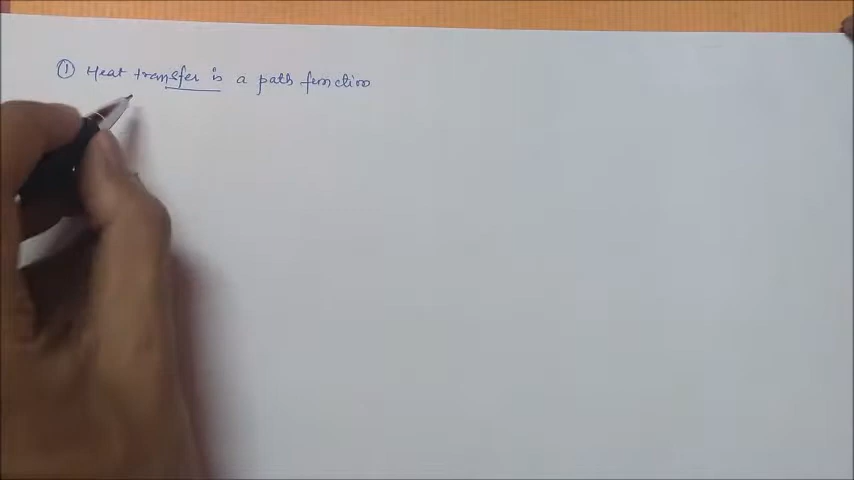 ① Heat transfer is a path function